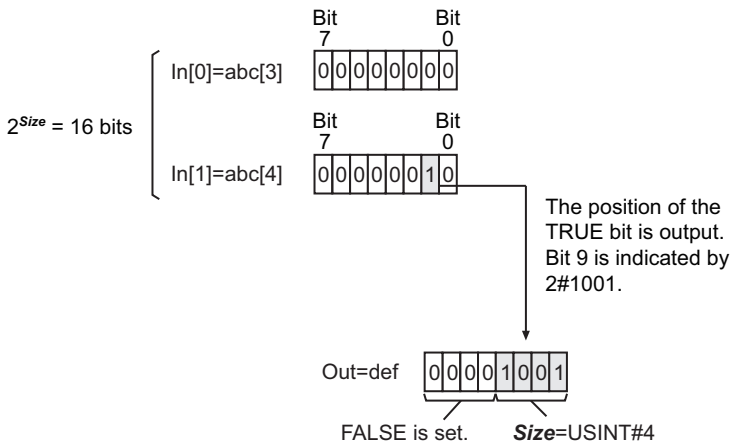 Bit Bit
7 0
In[0]=abc[3] 0 0 0 0 0 0 0 0
2^Size = 16 bits
Bit Bit
7 0
In[1]=abc[4] 0 0 0 0 0 0 1 0
The position of the
TRUE bit is output.
Bit 9 is indicated by
2#1001.
Out=def 0 0 0 0 1 0 0 1
FALSE is set. Size=USINT#4